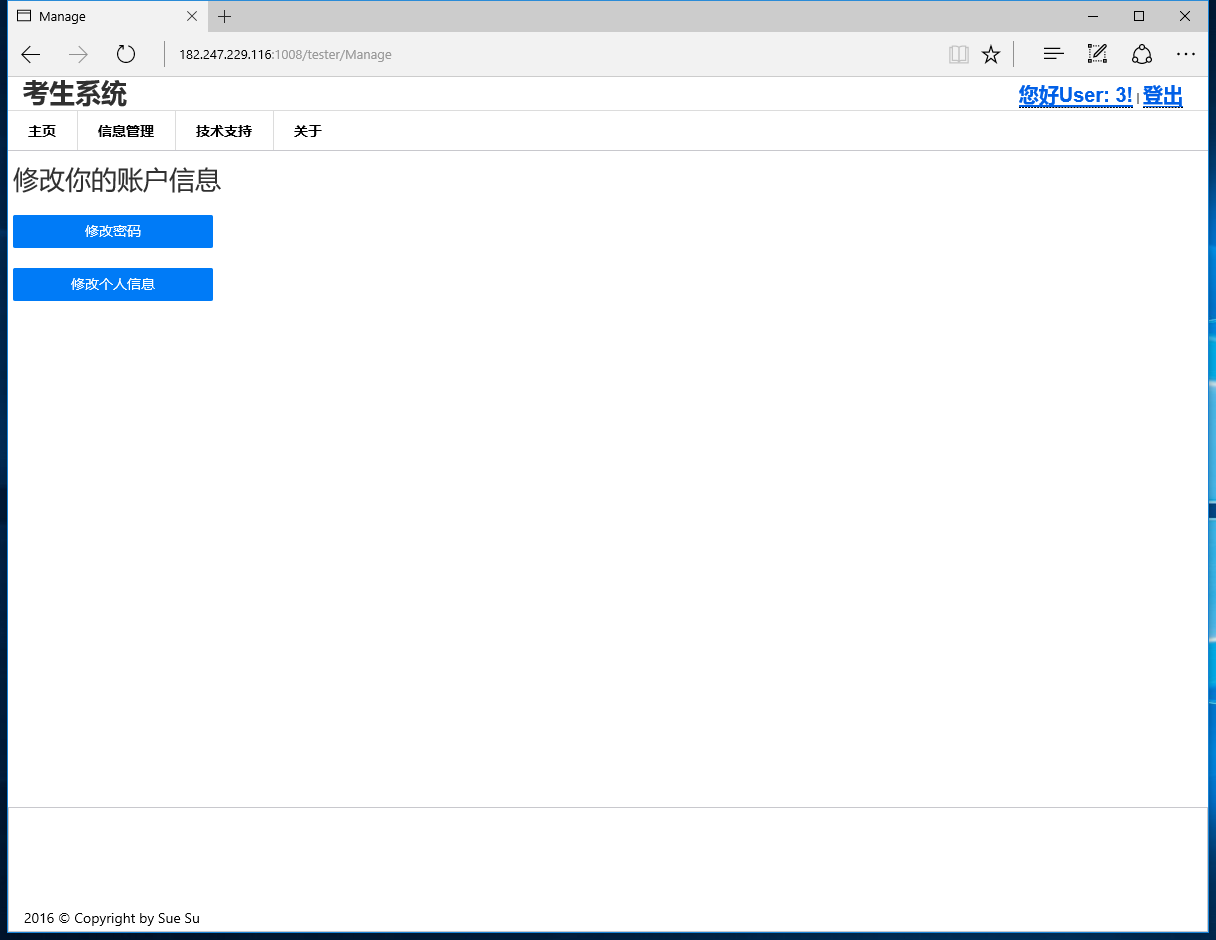 Manage
182.247.229.116:1008/tester/Manage
考生系统
您好User: 3! | 登出
主页 信息管理 技术支持 关于
修改你的账户信息
修改密码
修改个人信息
2016 © Copyright by Sue Su